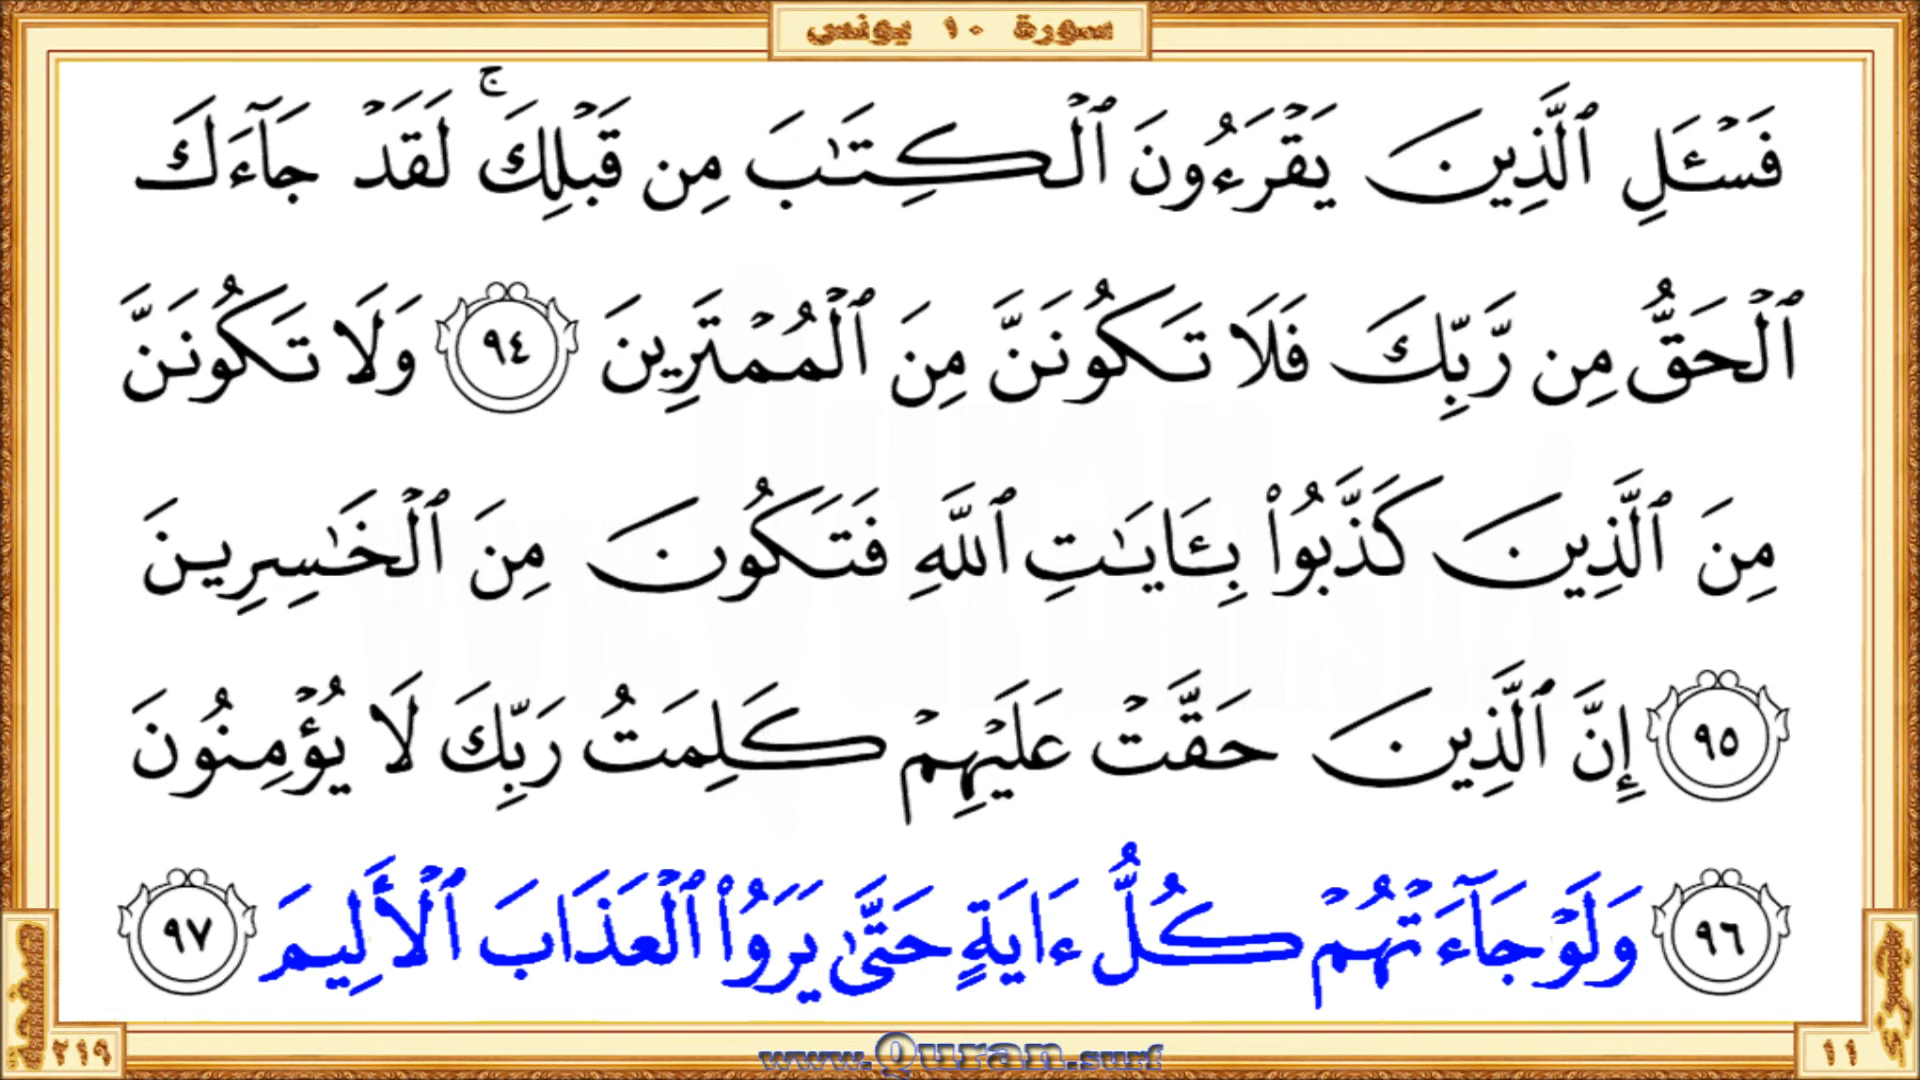 سورة ١٠ يونس
فَسْـَٔلِ ٱلَّذِينَ يَقْرَءُونَ ٱلْكِتَـٰبَ مِن قَبْلِكَ ۚ لَقَدْ جَآءَكَ
ٱلْحَقُّ مِن رَّبِّكَ فَلَا تَكُونَنَّ مِنَ ٱلْمُمْتَرِينَ ٩٤ وَلَا تَكُونَنَّ
مِنَ ٱلَّذِينَ كَذَّبُوا۟ بِـَٔايَـٰتِ ٱللَّهِ فَتَكُونَ مِنَ ٱلْخَـٰسِرِينَ
٩٥ إِنَّ ٱلَّذِينَ حَقَّتْ عَلَيْهِمْ كَلِمَتُ رَبِّكَ لَا يُؤْمِنُونَ
٩٦ وَلَوْ جَآءَتْهُمْ كُلُّ ءَايَةٍ حَتَّىٰ يَرَوُا۟ ٱلْعَذَابَ ٱلْأَلِيمَ ٩٧
جزء
١١
صفحة
٢١٩
www.Quran.surf